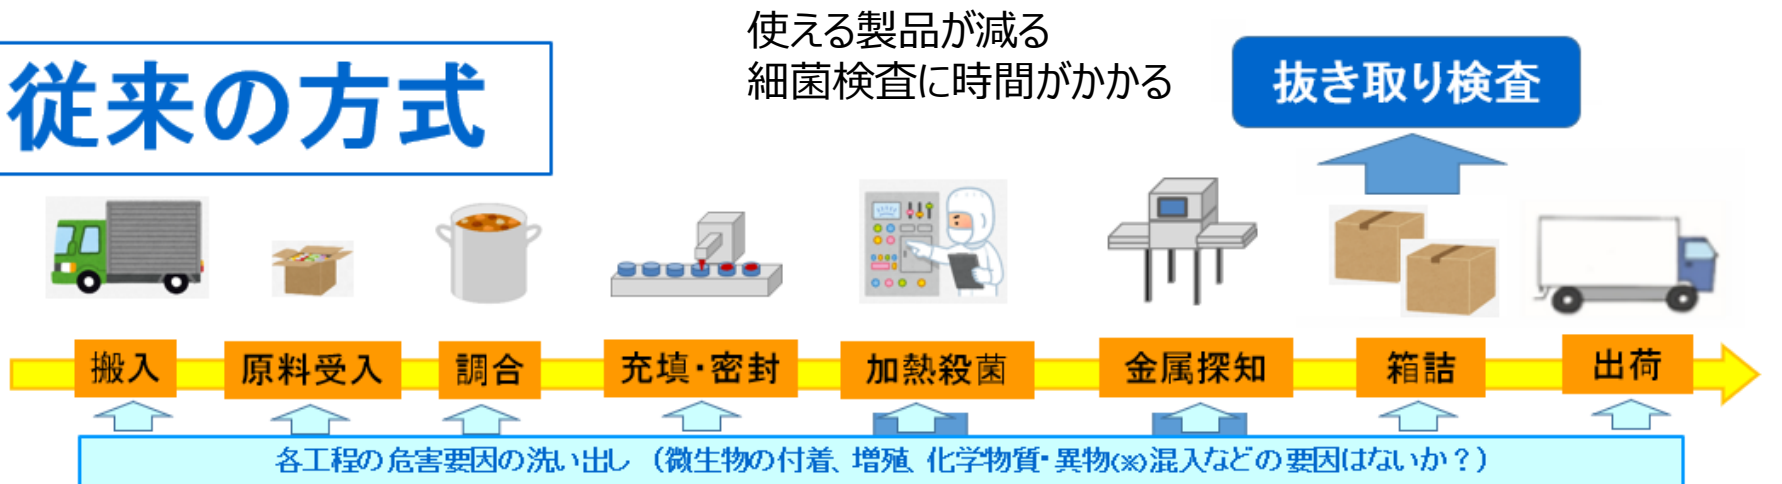 使える製品が減る
細菌検査に時間がかかる
従来の方式
抜き取り検査
搬入
原料受入
調合
充填・密封
加熱殺菌
金属探知
箱詰
出荷
各工程の危害要因の洗い出し （微生物の付着、増殖、化学物質・異物(※)混入などの要因はないか？）